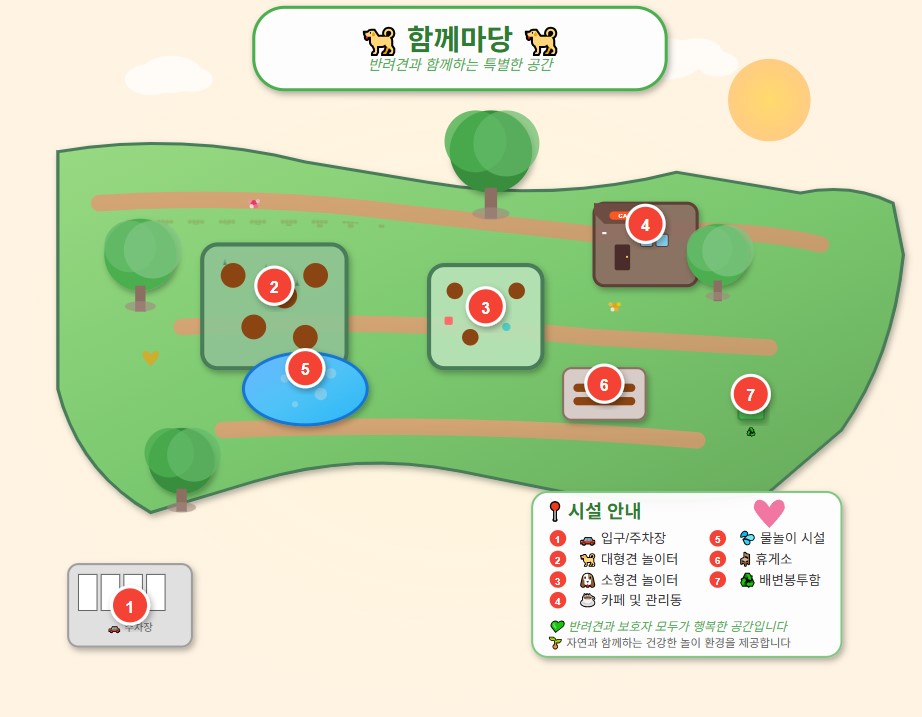 함께마당
반려견과 함께하는 특별한 공간
4
2
3
5
6
7
시설 안내
1 입구/주차장
2 대형견 놀이터
3 소형견 놀이터
4 카페 및 관리동
5 물놀이 시설
6 휴게소
7 배변봉투함
반려견과 보호자 모두가 행복한 공간입니다
자연과 함께하는 건강한 놀이 환경을 제공합니다
1
주차장